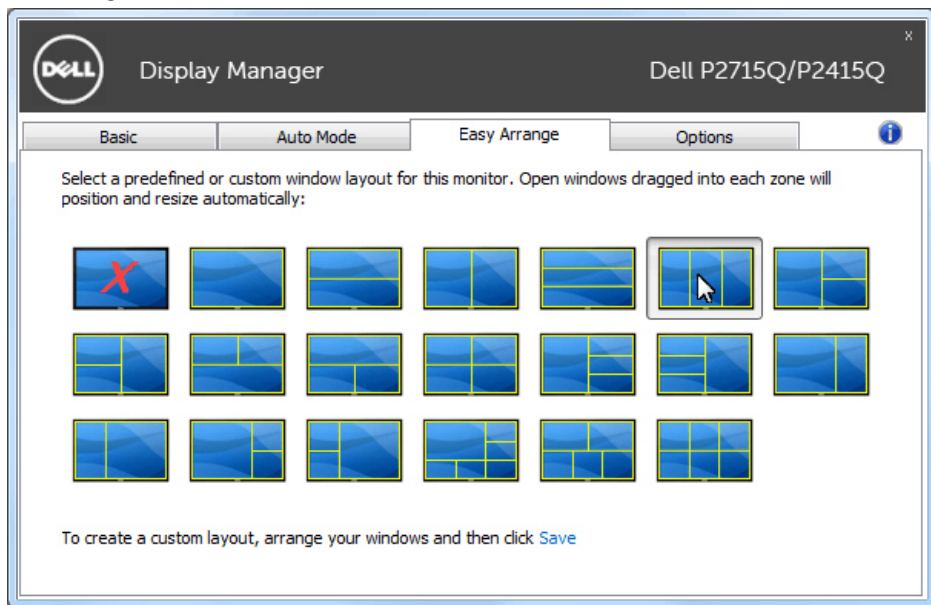 DELL
Display Manager
Dell P2715Q/P2415Q
x
Basic
Auto Mode
Easy Arrange
Options
i
Select a predefined or custom window layout for this monitor. Open windows dragged into each zone will
position and resize automatically:
X
To create a custom layout, arrange your windows and then click Save